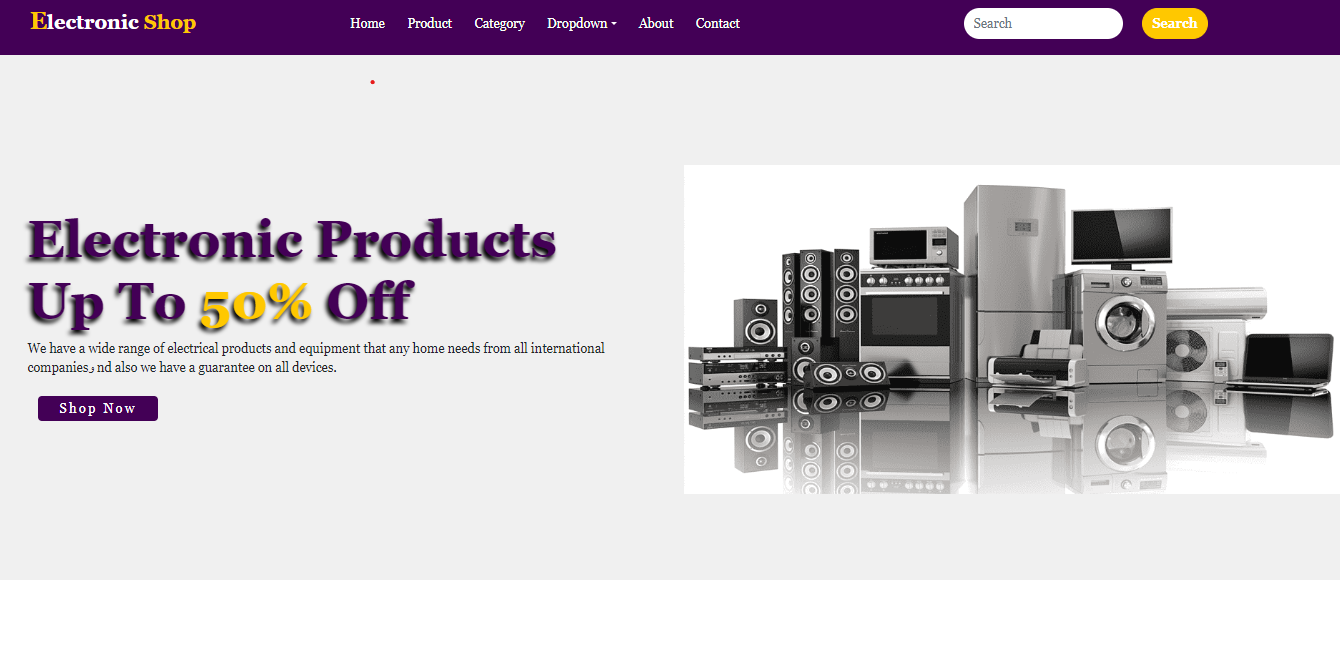 Electronic Shop
Home Product Category Dropdown About Contact
Search
Search
Electronic Products
Up To 50% Off
We have a wide range of electrical products and equipment that any home needs from all international
companiesو nd also we have a guarantee on all devices.
Shop Now